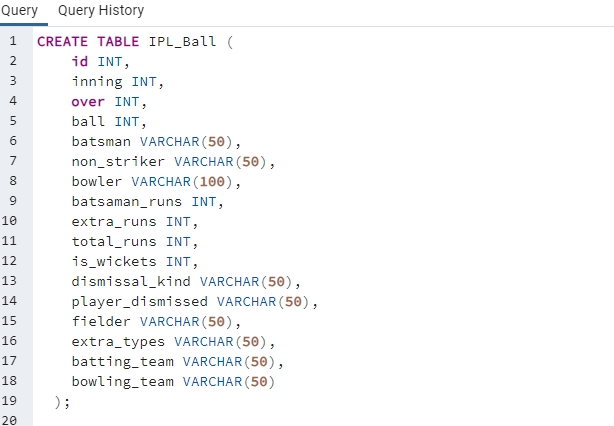 Query Query History
1 CREATE TABLE IPL_Ball (
2 id INT,
3 inning INT,
4 over INT,
5 ball INT,
6 batsman VARCHAR(50),
7 non_striker VARCHAR(50),
8 bowler VARCHAR(100),
9 batsaman_runs INT,
10 extra_runs INT,
11 total_runs INT,
12 is_wickets INT,
13 dismissal_kind VARCHAR(50),
14 player_dismissed VARCHAR(50),
15 fielder VARCHAR(50),
16 extra_types VARCHAR(50),
17 batting_team VARCHAR(50),
18 bowling_team VARCHAR(50)
19 );
20